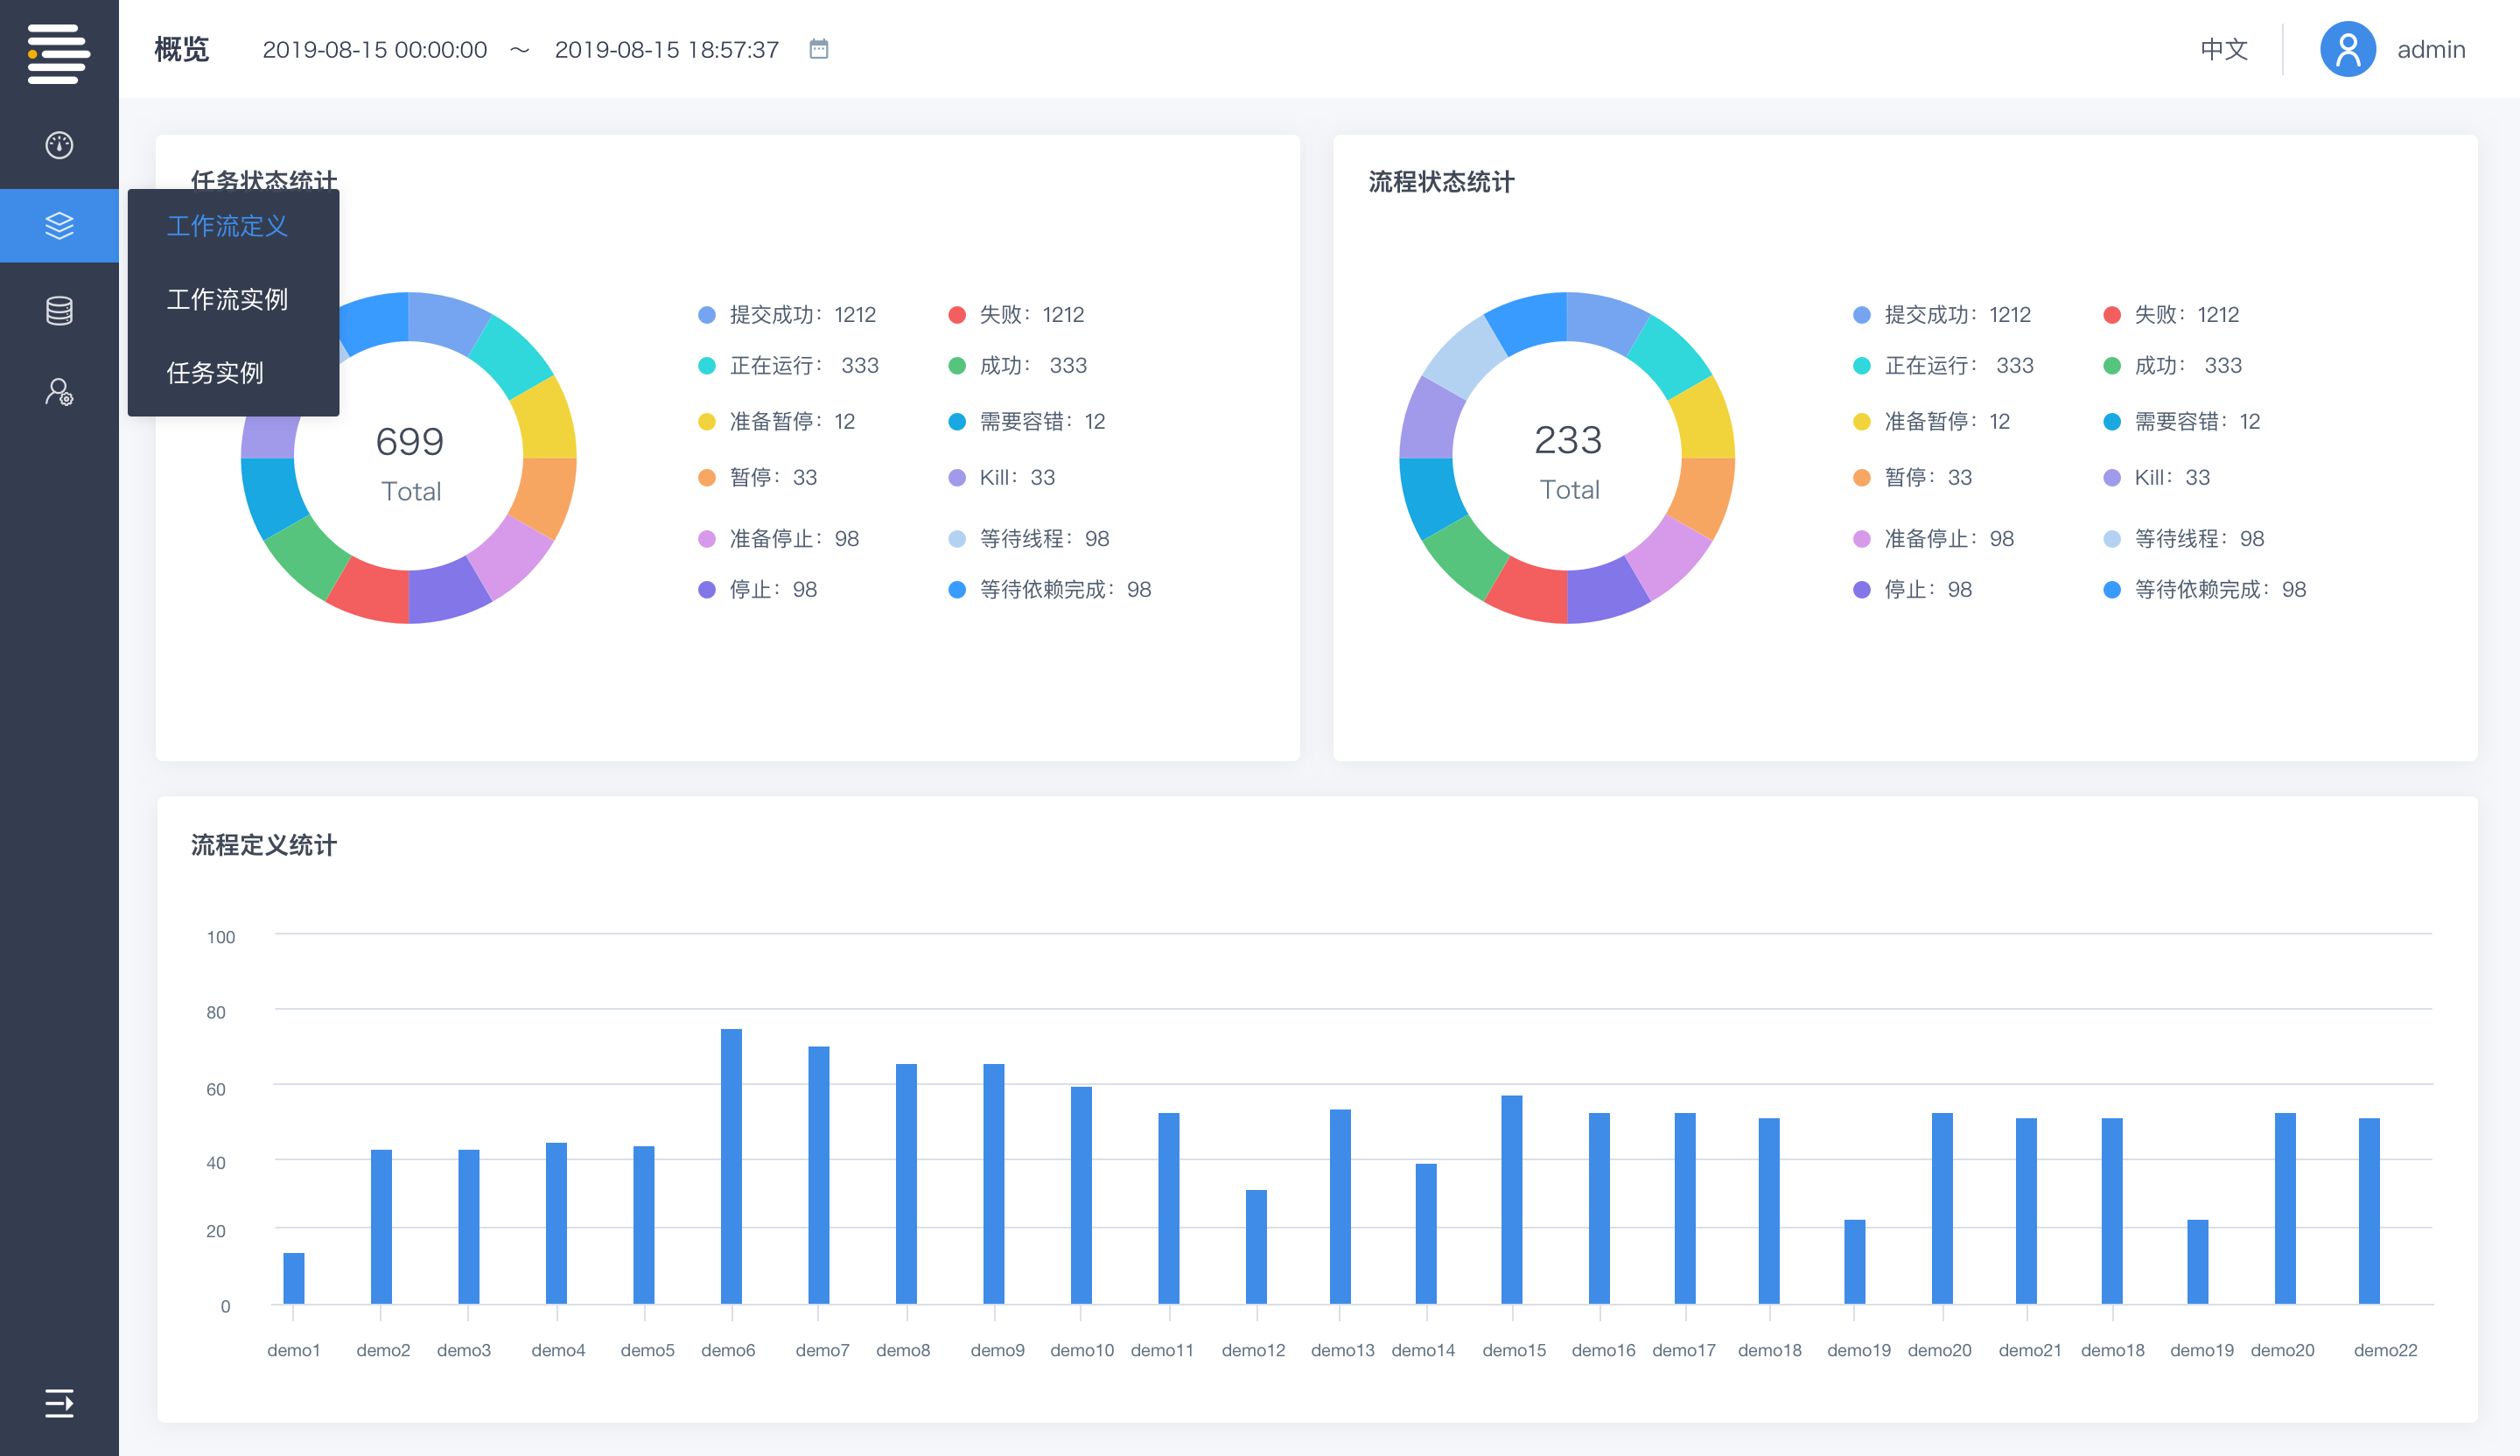 概览 2019-08-15 00:00:00 ～ 2019-08-15 18:57:37
中文 admin
任务状态统计
工作流定义
工作流实例
任务实例
699
Total
提交成功：1212 失败：1212
正在运行： 333 成功： 333
准备暂停：12 需要容错：12
暂停：33 Kill：33
准备停止：98 等待线程：98
停止：98 等待依赖完成：98
流程状态统计
233
Total
提交成功：1212 失败：1212
正在运行： 333 成功： 333
准备暂停：12 需要容错：12
暂停：33 Kill：33
准备停止：98 等待线程：98
停止：98 等待依赖完成：98
流程定义统计
100
80
60
40
20
0
demo1 demo2 demo3 demo4 demo5 demo6 demo7 demo8 demo9 demo10 demo11 demo12 demo13 demo14 demo15 demo16 demo17 demo18 demo19 demo20 demo21 demo18 demo19 demo20 demo22